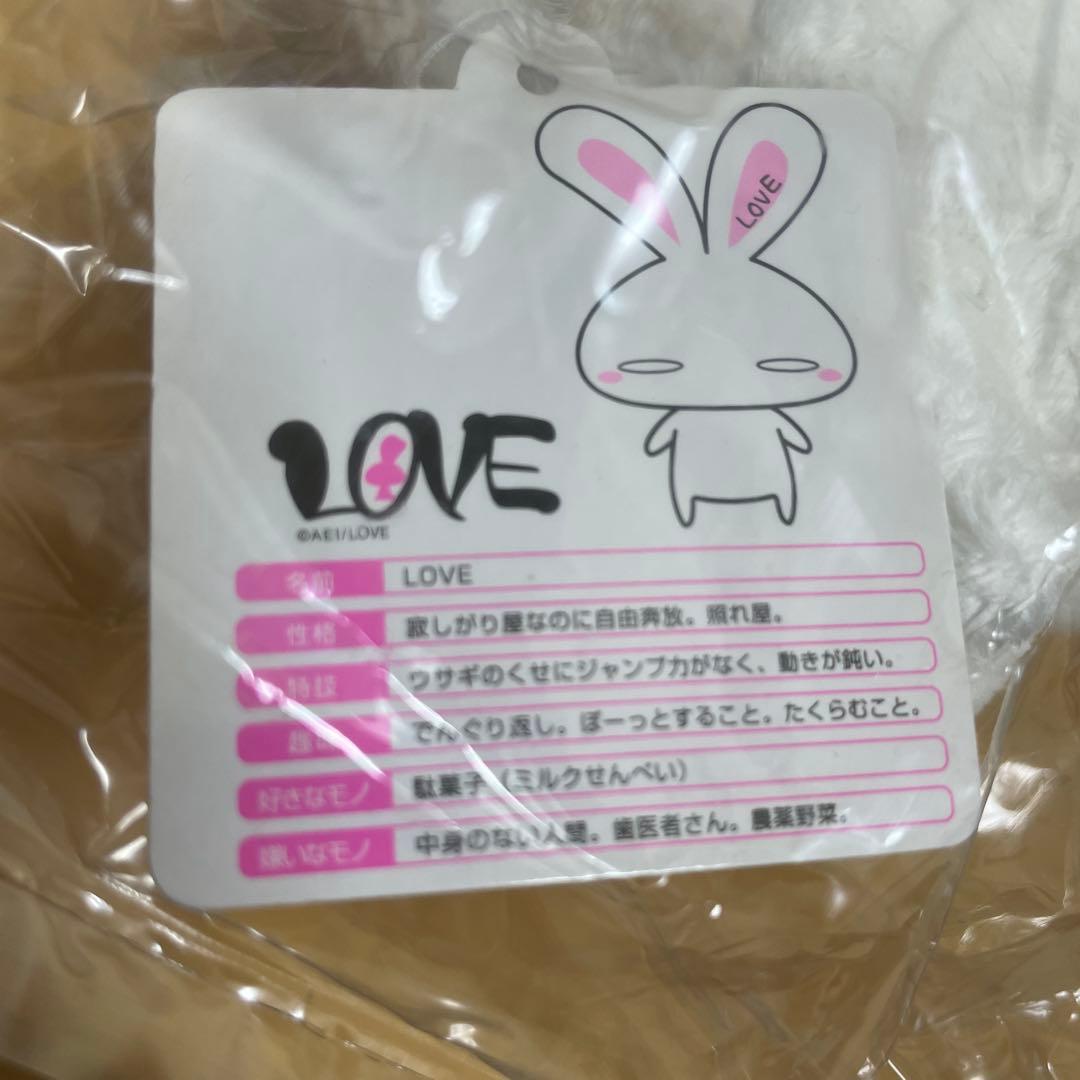 LOVE
LOVE
©AE1/LOVE
名前 LOVE
性格 寂しがり屋なのに自由奔放。照れ屋。
特技 ウサギのくせにジャンプ力がなく、動きが鈍い。
でんぐり返し。ぼーっとすること。たくらむこと。
好きなモノ 駄菓子（ミルクせんべい）
嫌いなモノ 中身のない人間。歯医者さん。農薬野菜。